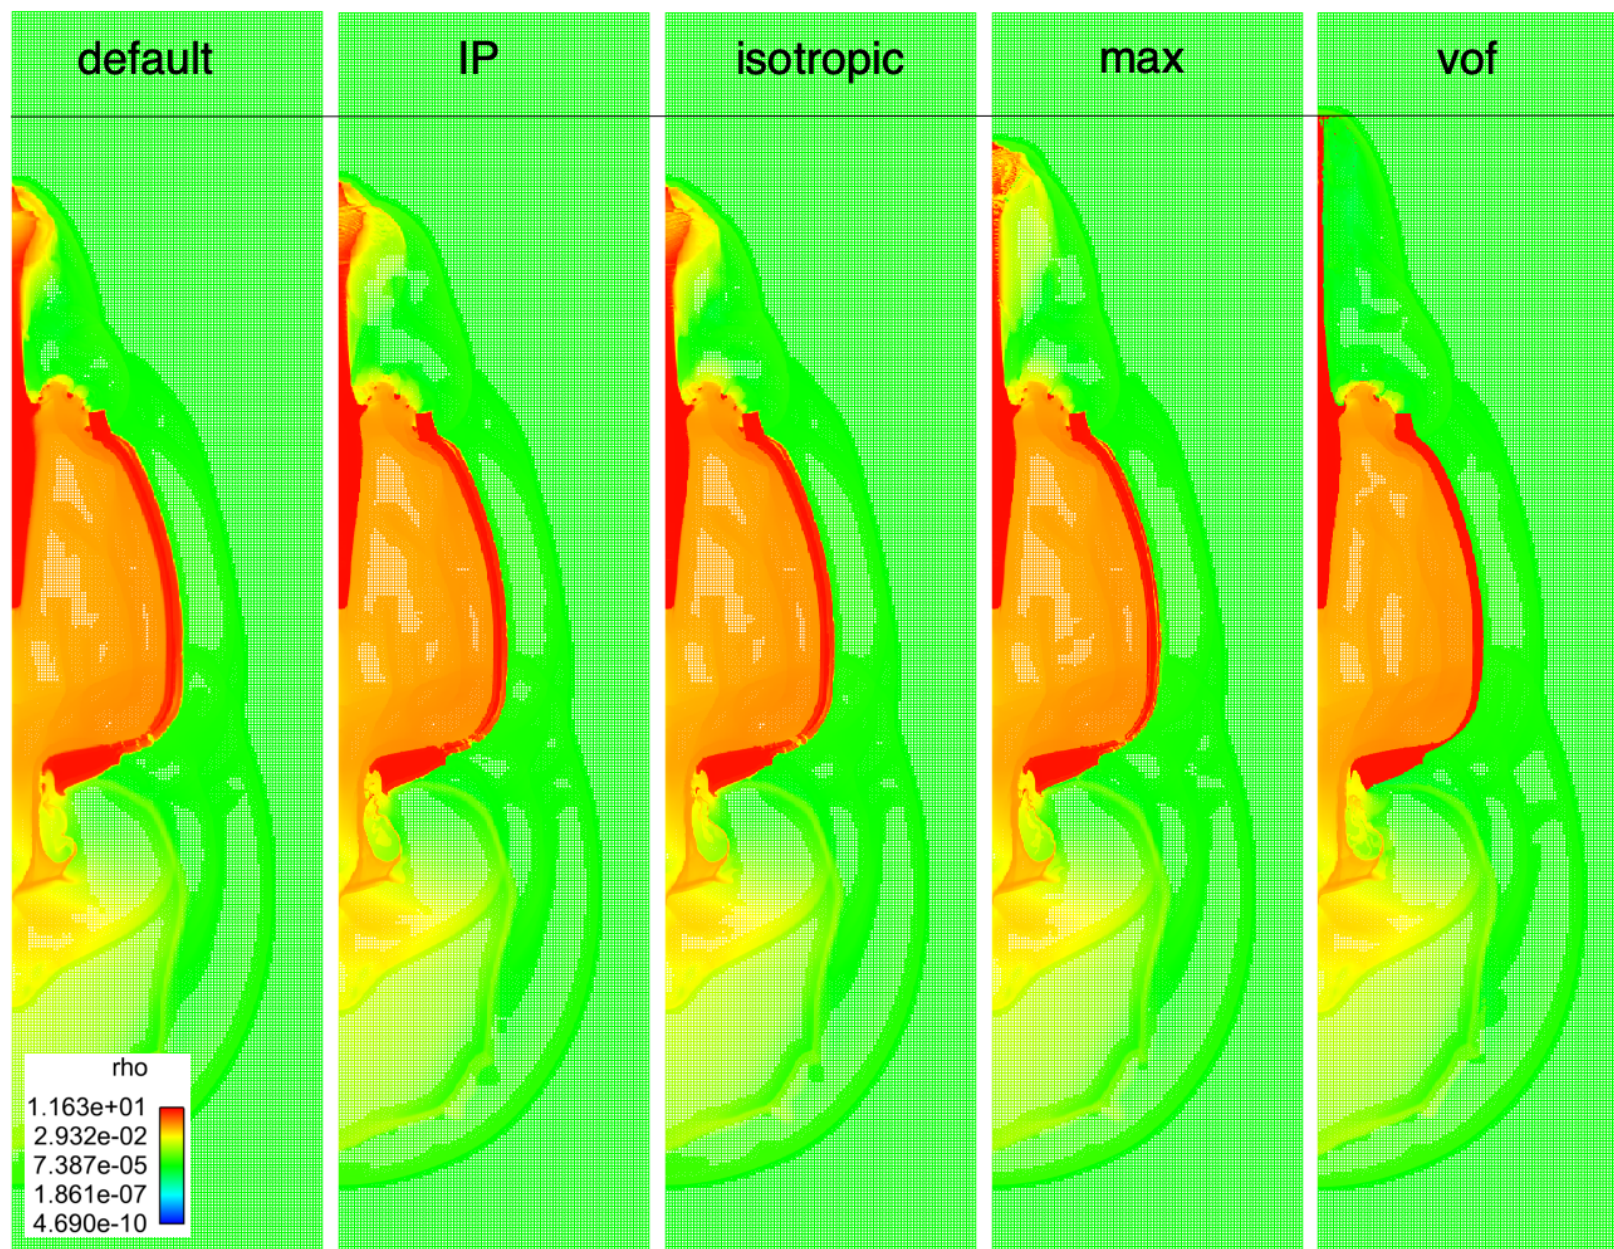 default IP isotropic max vof
rho
1.163e+01
2.932e-02
7.387e-05
1.861e-07
4.690e-10